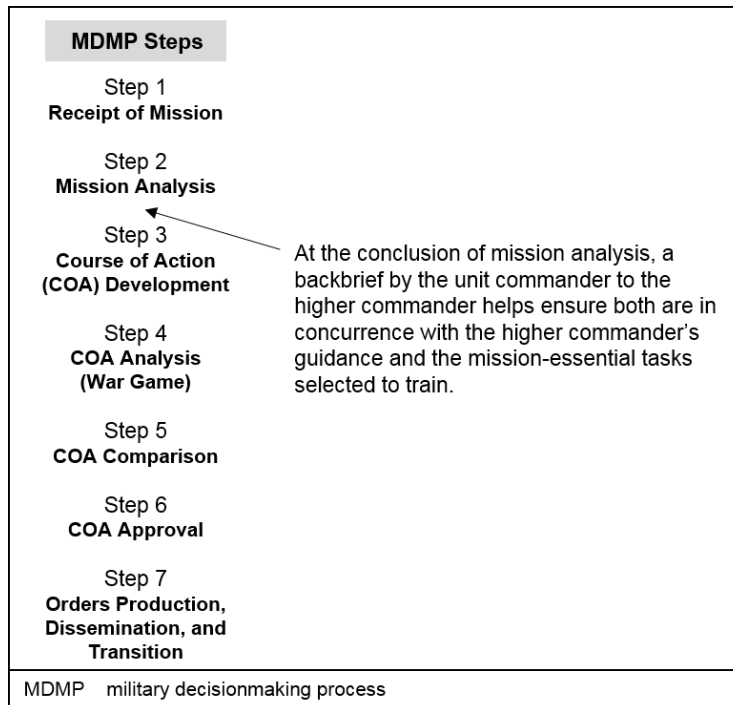 MDMP Steps
Step 1
Receipt of Mission
Step 2
Mission Analysis
Step 3
Course of Action
(COA) Development
At the conclusion of mission analysis, a
backbrief by the unit commander to the
higher commander helps ensure both are in
concurrence with the higher commander's
guidance and the mission-essential tasks
selected to train.
Step 4
COA Analysis
(War Game)
Step 5
COA Comparison
Step 6
COA Approval
Step 7
Orders Production,
Dissemination, and
Transition
MDMP military decisionmaking process